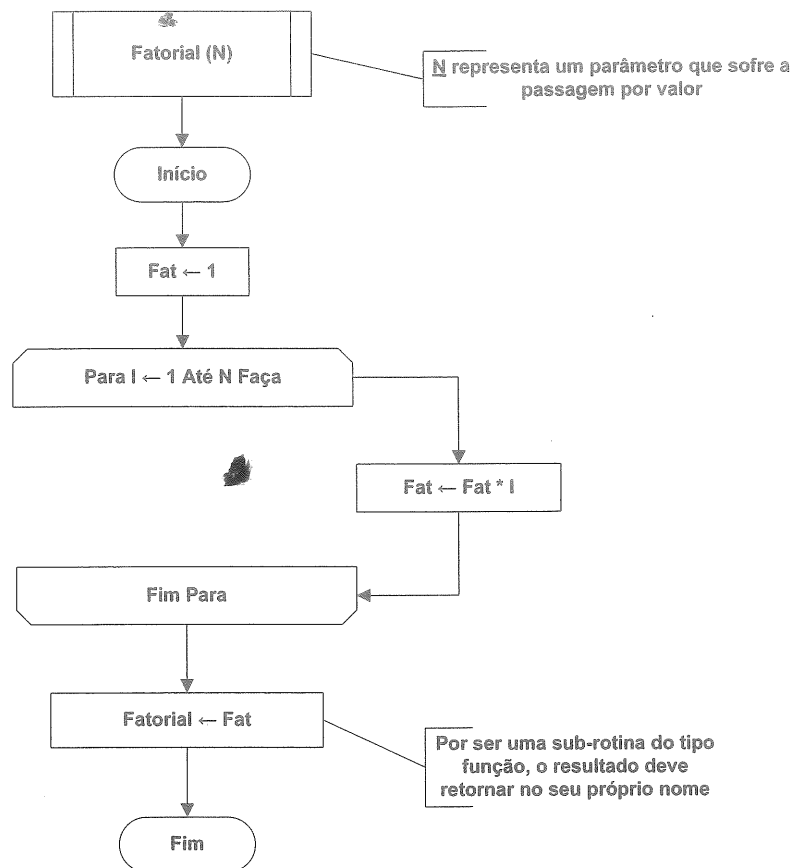 Fatorial (N)
N representa um parâmetro que sofre a
passagem por valor
Início
Fat ← 1
Para I ← 1 Até N Faça
Fat ← Fat * I
Fim Para
Fatorial ← Fat
Por ser uma sub-rotina do tipo
função, o resultado deve
retornar no seu próprio nome
Fim